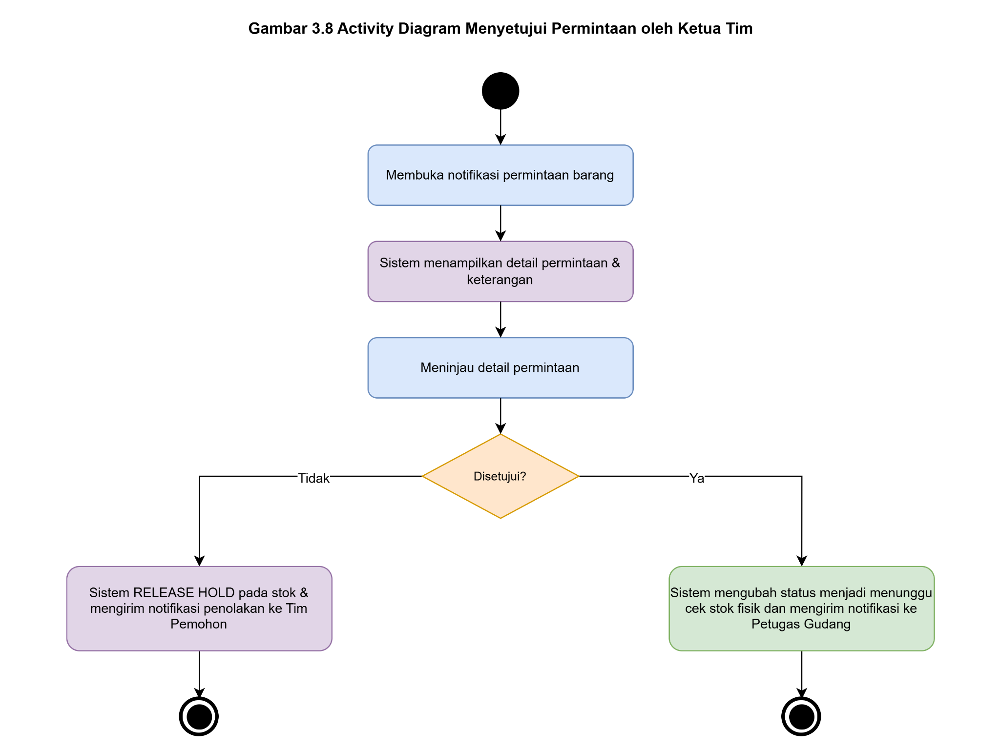 Gambar 3.8 Activity Diagram Menyetujui Permintaan oleh Ketua Tim
Membuka notifikasi permintaan barang
Sistem menampilkan detail permintaan &
keterangan
Meninjau detail permintaan
Disetujui?
Tidak
Ya
Sistem RELEASE HOLD pada stok &
mengirim notifikasi penolakan ke Tim
Pemohon
Sistem mengubah status menjadi menunggu
cek stok fisik dan mengirim notifikasi ke
Petugas Gudang